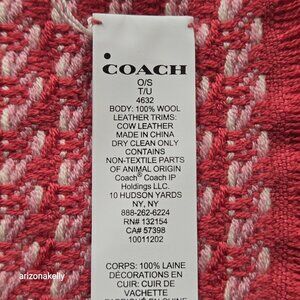 COACH
O/S
T/U
4632
BODY: 100% WOOL
LEATHER TRIMS:
COW LEATHER
MADE IN CHINA
DRY CLEAN ONLY
CONTAINS
NON-TEXTILE PARTS
OF ANIMAL ORIGIN
Coach® Coach IP
Holdings LLC.
10 HUDSON YARDS
NY, NY
888-262-6224
RN# 132154
CA# 57398
10011202
CORPS: 100% LAINE
DECORATIONS EN
CUIR : CUIR DE
VACHETTE
arizonakelly